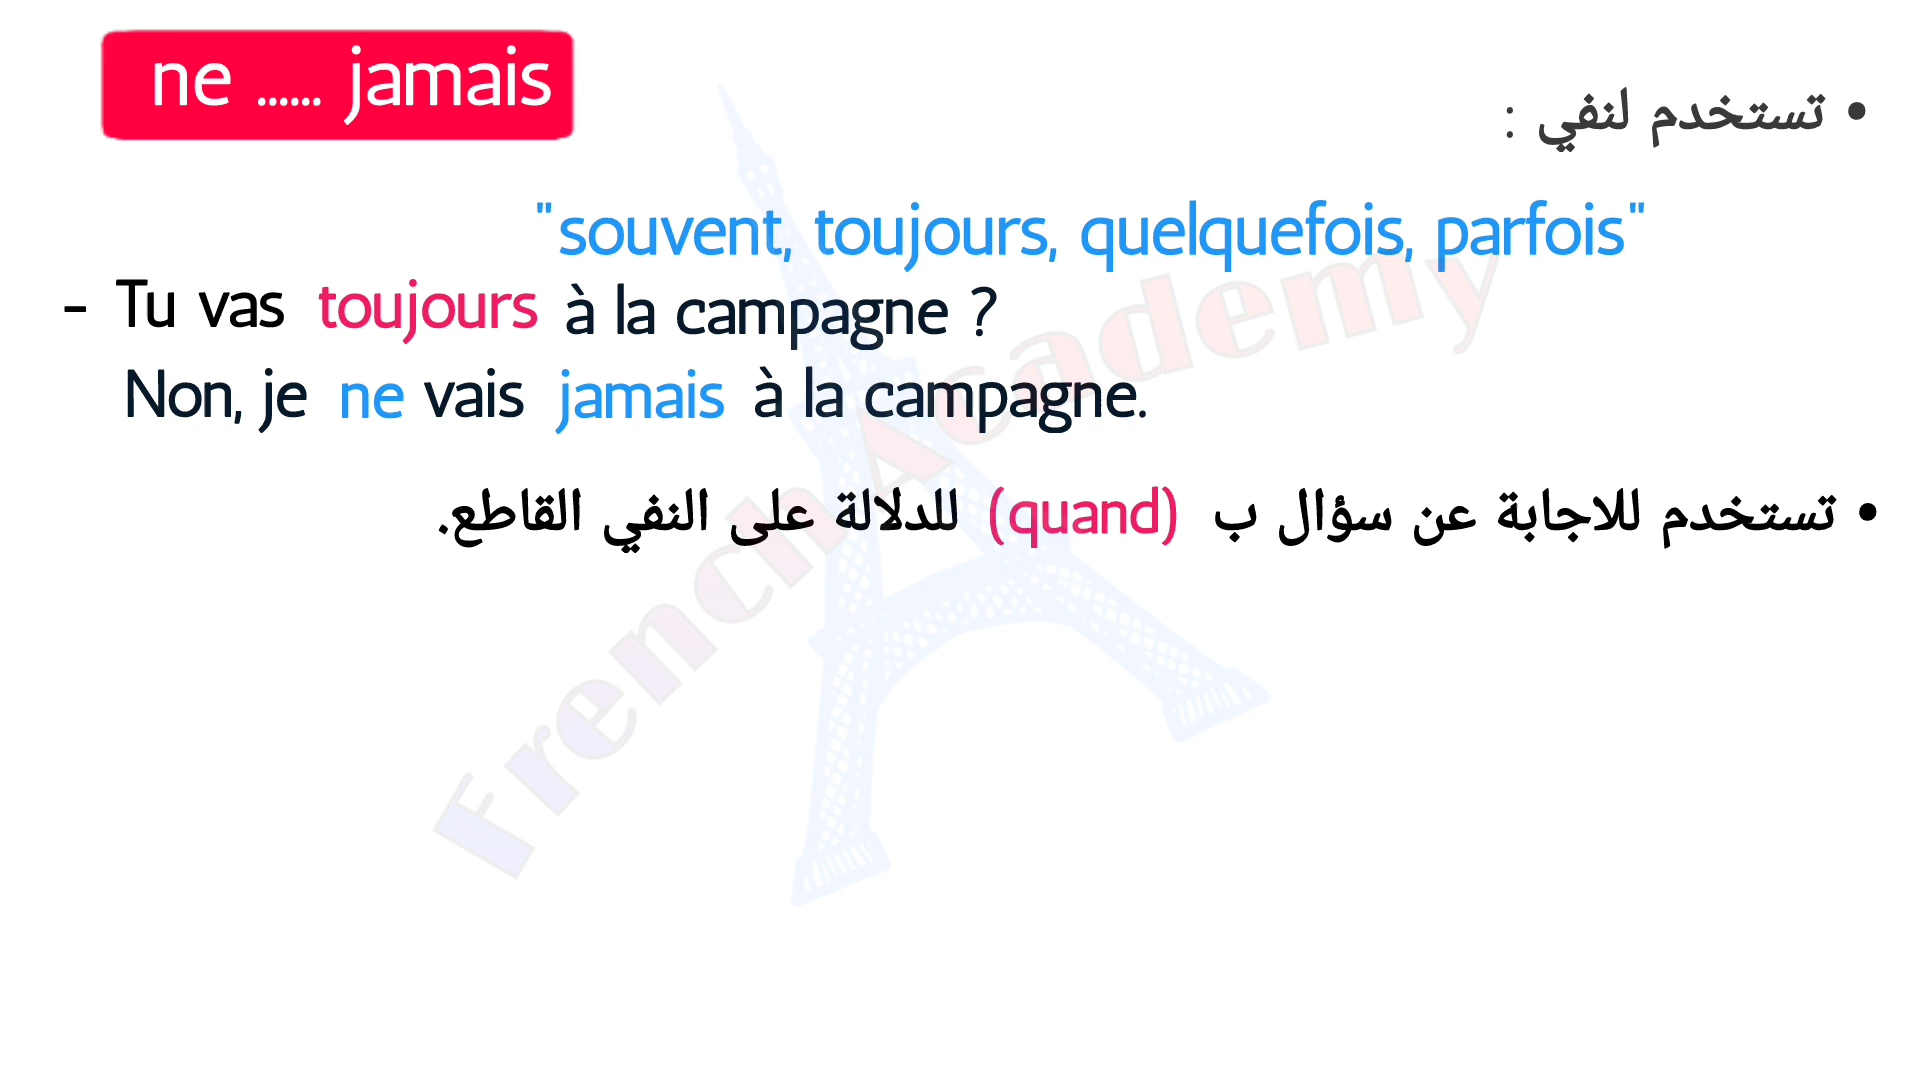 ne ...... jamais
• تستخدم لنفي :
"souvent, toujours, quelquefois, parfois"
- Tu vas toujours à la campagne ?
Non, je ne vais jamais à la campagne.
• تستخدم للاجابة عن سؤال ب (quand) للدلالة على النفي القاطع.
French Academy